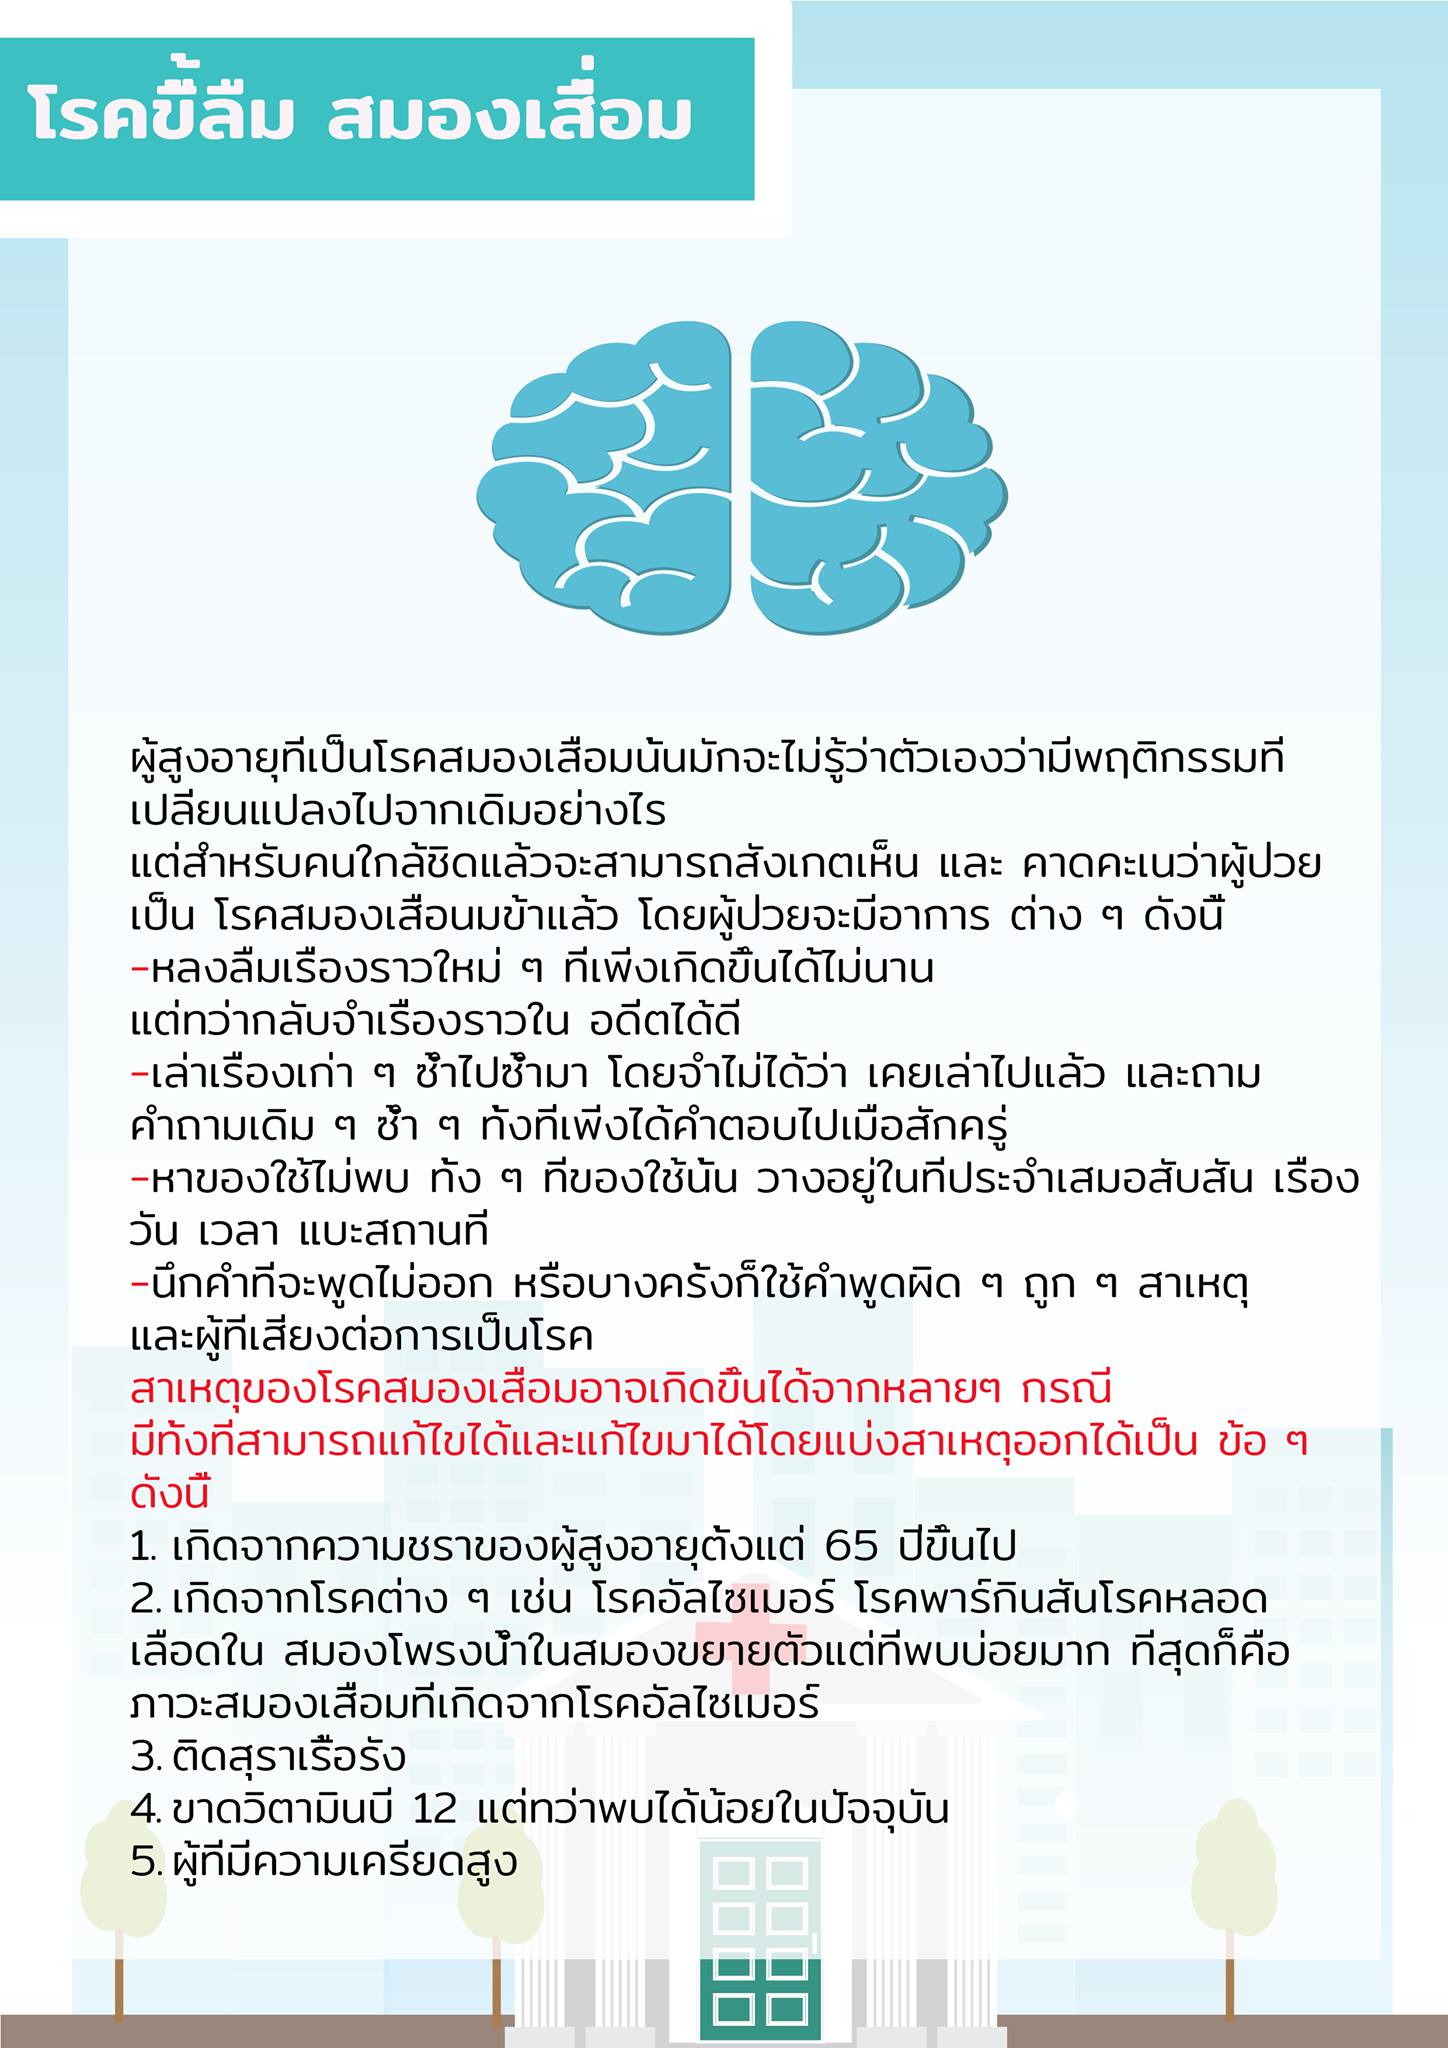 โรคขี้ลืม สมองเสื่อม
ผู้สูงอายุที่เป็นโรคสมองเสื่อมนั้นมักจะไม่รู้ว่าตัวเองว่ามีพฤติกรรมที่
เปลี่ยนแปลงไปจากเดิมอย่างไร
แต่สำหรับคนใกล้ชิดแล้วจะสามารถสังเกตเห็น และ คาดคะเนว่าผู้ปวย
เป็น โรคสมองเสือนมข้าแล้ว โดยผู้ปวยจะมีอาการ ต่าง ๆ ดังนี้
-หลงลืมเรื่องราวใหม่ ๆ ที่เพิ่งเกิดขึ้นได้ไม่นาน
แต่ทว่ากลับจำเรื่องราวใน อดีตได้ดี
-เล่าเรื่องเก่า ๆ ซ้ำไปซ้ำมา โดยจำไม่ได้ว่า เคยเล่าไปแล้ว และถาม
คำถามเดิม ๆ ซ้ำ ๆ ทั้งที่เพิ่งได้คำตอบไปเมื่อสักครู่
-หาของใช้ไม่พบ ทั้ง ๆ ที่ของใช้นั้น วางอยู่ในที่ประจำเสมอสับสัน เรื่อง
วัน เวลา แบะสถานที่
-นึกคำที่จะพูดไม่ออก หรือบางครั้งก็ใช้คำพูดผิด ๆ ถูก ๆ สาเหตุ
และผู้ที่เสี่ยงต่อการเป็นโรค
สาเหตุของโรคสมองเสื่อมอาจเกิดขึ้นได้จากหลายๆ กรณี
มีทั้งที่สามารถแก้ไขได้และแก้ไขมาได้โดยแบ่งสาเหตุออกได้เป็น ข้อ ๆ
ดังนี้
1. เกิดจากความชราของผู้สูงอายุตั้งแต่ 65 ปีขึ้นไป
2. เกิดจากโรคต่าง ๆ เช่น โรคอัลไซเมอร์ โรคพาร์กินสันโรคหลอด
เลือดใน สมองโพรงน้ำในสมองขยายตัวแต่ที่พบบ่อยมาก ที่สุดก็คือ
ภาวะสมองเสื่อมที่เกิดจากโรคอัลไซเมอร์
3. ติดสุราเรื้อรัง
4. ขาดวิตามินบี 12 แต่ทว่าพบได้น้อยในปัจจุบัน
5. ผู้ที่มีความเครียดสูง